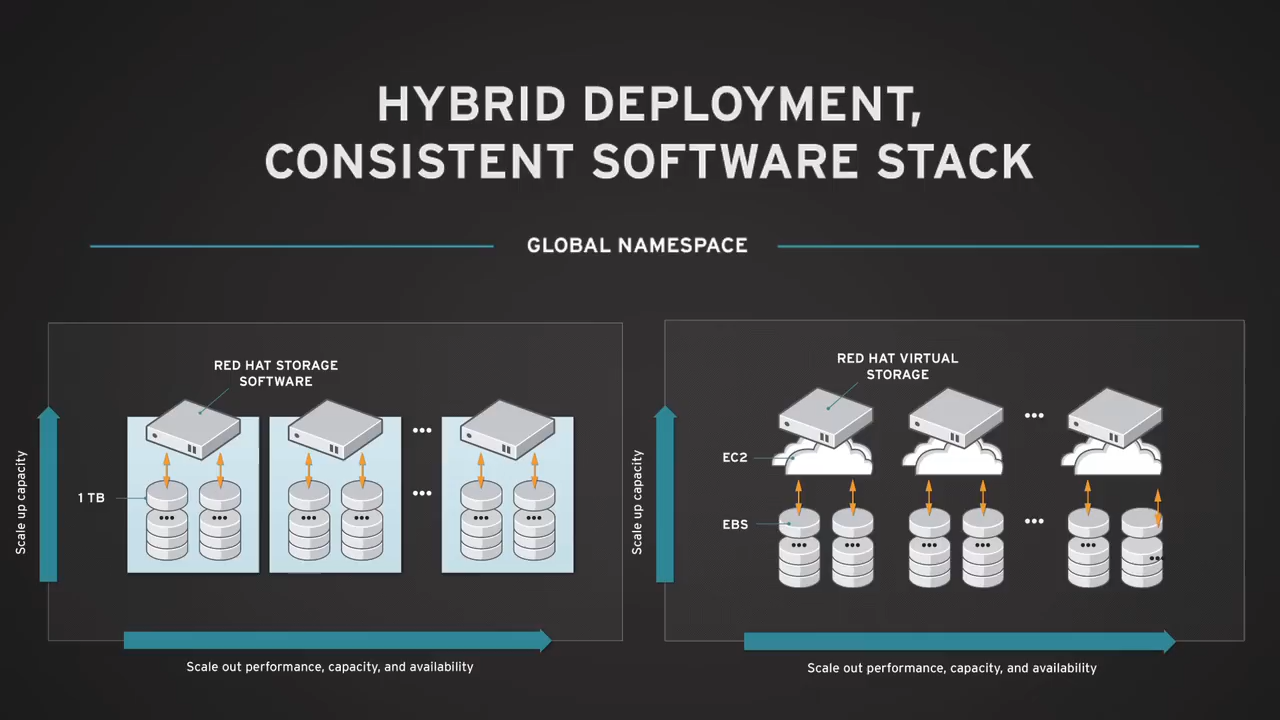 HYBRID DEPLOYMENT,
CONSISTENT SOFTWARE STACK
GLOBAL NAMESPACE
RED HAT STORAGE
SOFTWARE
1 TB
Scale up capacity
Scale out performance, capacity, and availability
RED HAT VIRTUAL
STORAGE
EC2
EBS
Scale up capacity
Scale out performance, capacity, and availability